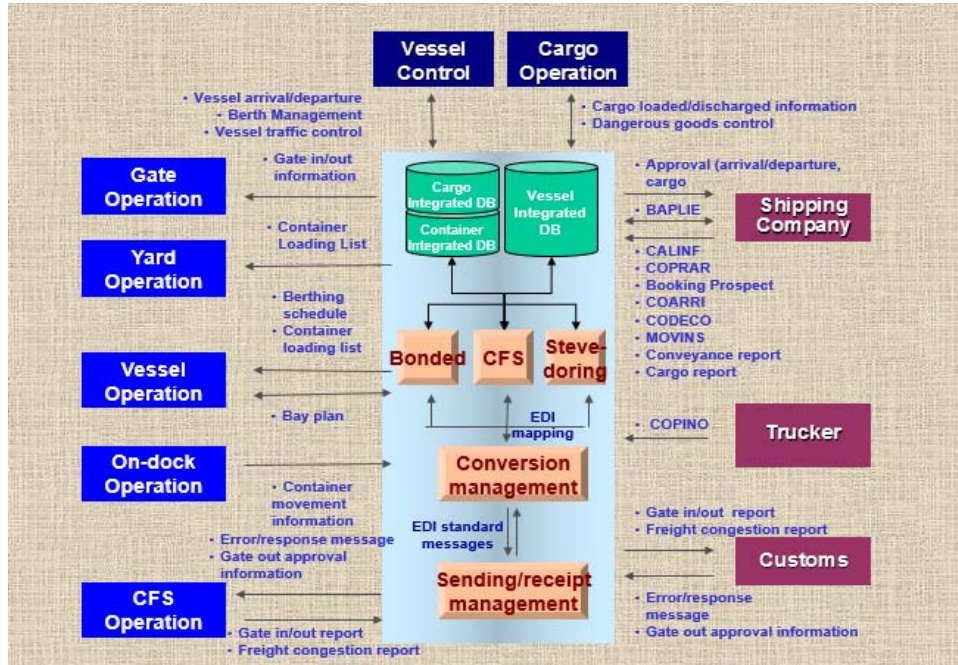 Vessel
Control
Cargo
Operation
• Vessel arrival/departure
• Berth Management
• Vessel traffic control
• Cargo loaded/discharged information
• Dangerous goods control
Gate
Operation
• Gate in/out
information
Cargo
Integrated DB
Container
Integrated DB
Vessel
Integrated
DB
• Approval (arrival/departure,
cargo
• BAPLIE
Shipping
Company
Yard
Operation
• Container
Loading List
• CALINF
• COPRAR
• Booking Prospect
• COARRI
• CODECO
• MOVINS
• Conveyance report
• Cargo report
• Berthing
schedule
• Container
loading list
Bonded
CFS
Steve-
doring
Vessel
Operation
• Bay plan
EDI
mapping
• COPINO
Trucker
On-dock
Operation
Conversion
management
• Container
movement
information
• Gate in/out report
• Freight congestion report
• Error/response message
• Gate out approval
information
EDI standard
messages
Customs
Sending/receipt
management
CFS
Operation
• Error/response
message
• Gate out approval information
• Gate in/out report
• Freight congestion report